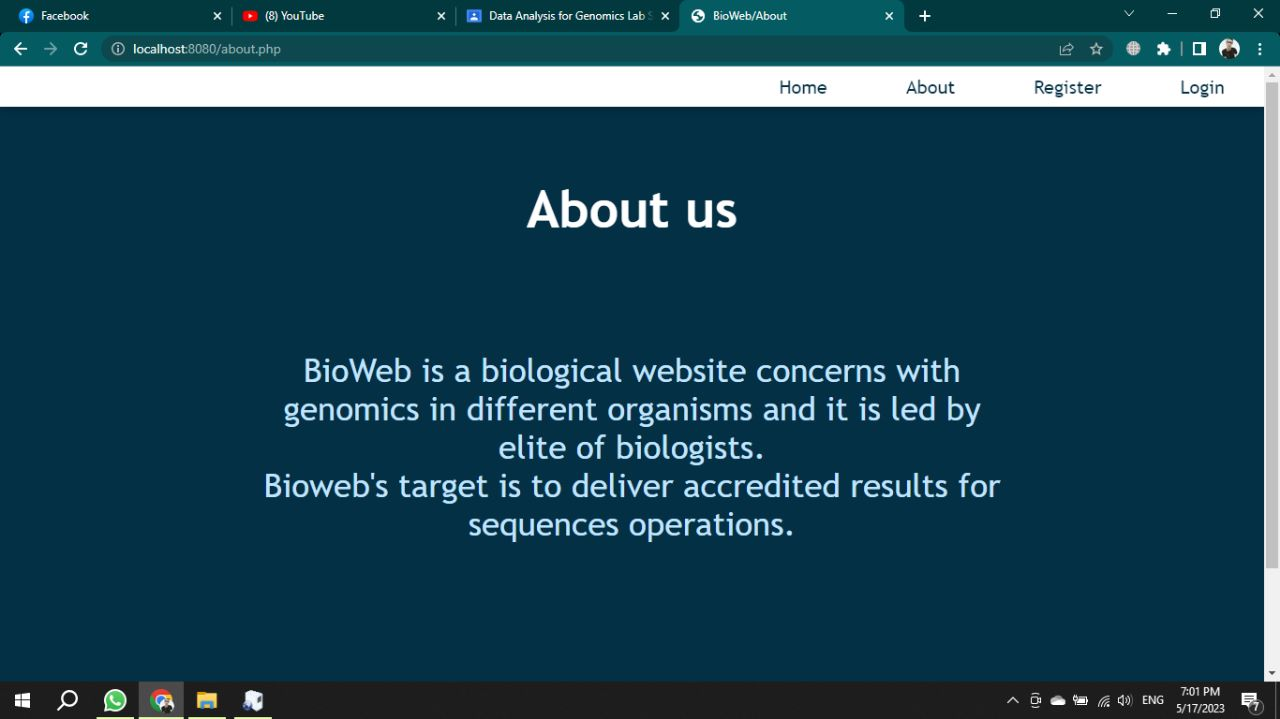 Facebook
(8) YouTube
Data Analysis for Genomics Lab S
BioWeb/About
localhost:8080/about.php
Home About Register Login
About us
BioWeb is a biological website concerns with
genomics in different organisms and it is led by
elite of biologists.
Bioweb's target is to deliver accredited results for
sequences operations.
ENG
7:01 PM
5/17/2023
7